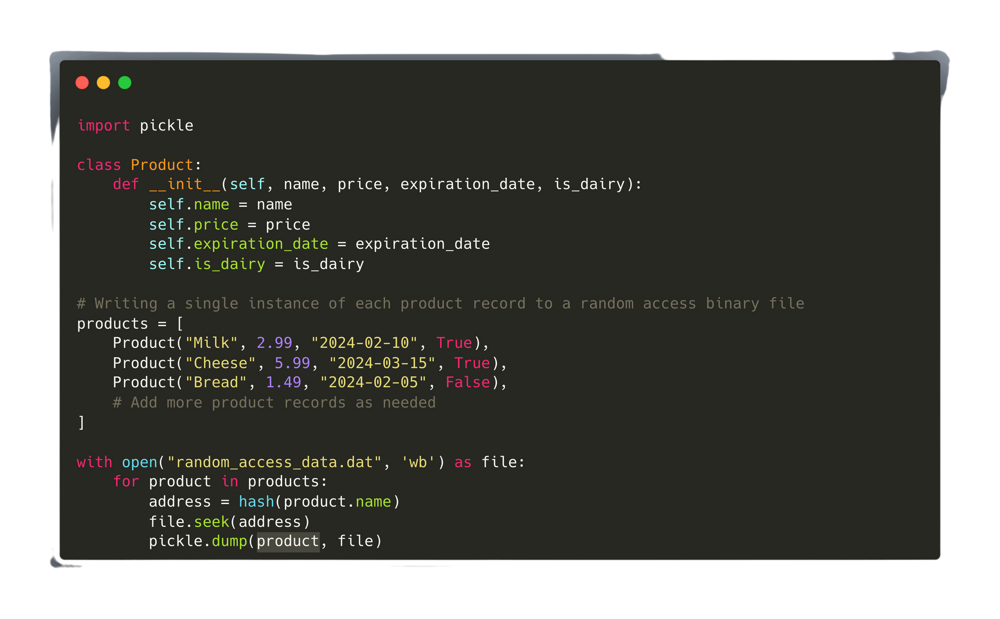 import pickle

class Product:
    def __init__(self, name, price, expiration_date, is_dairy):
        self.name = name
        self.price = price
        self.expiration_date = expiration_date
        self.is_dairy = is_dairy

# Writing a single instance of each product record to a random access binary file
products = [
    Product("Milk", 2.99, "2024-02-10", True),
    Product("Cheese", 5.99, "2024-03-15", True),
    Product("Bread", 1.49, "2024-02-05", False),
    # Add more product records as needed
]

with open("random_access_data.dat", 'wb') as file:
    for product in products:
        address = hash(product.name)
        file.seek(address)
        pickle.dump(product, file)